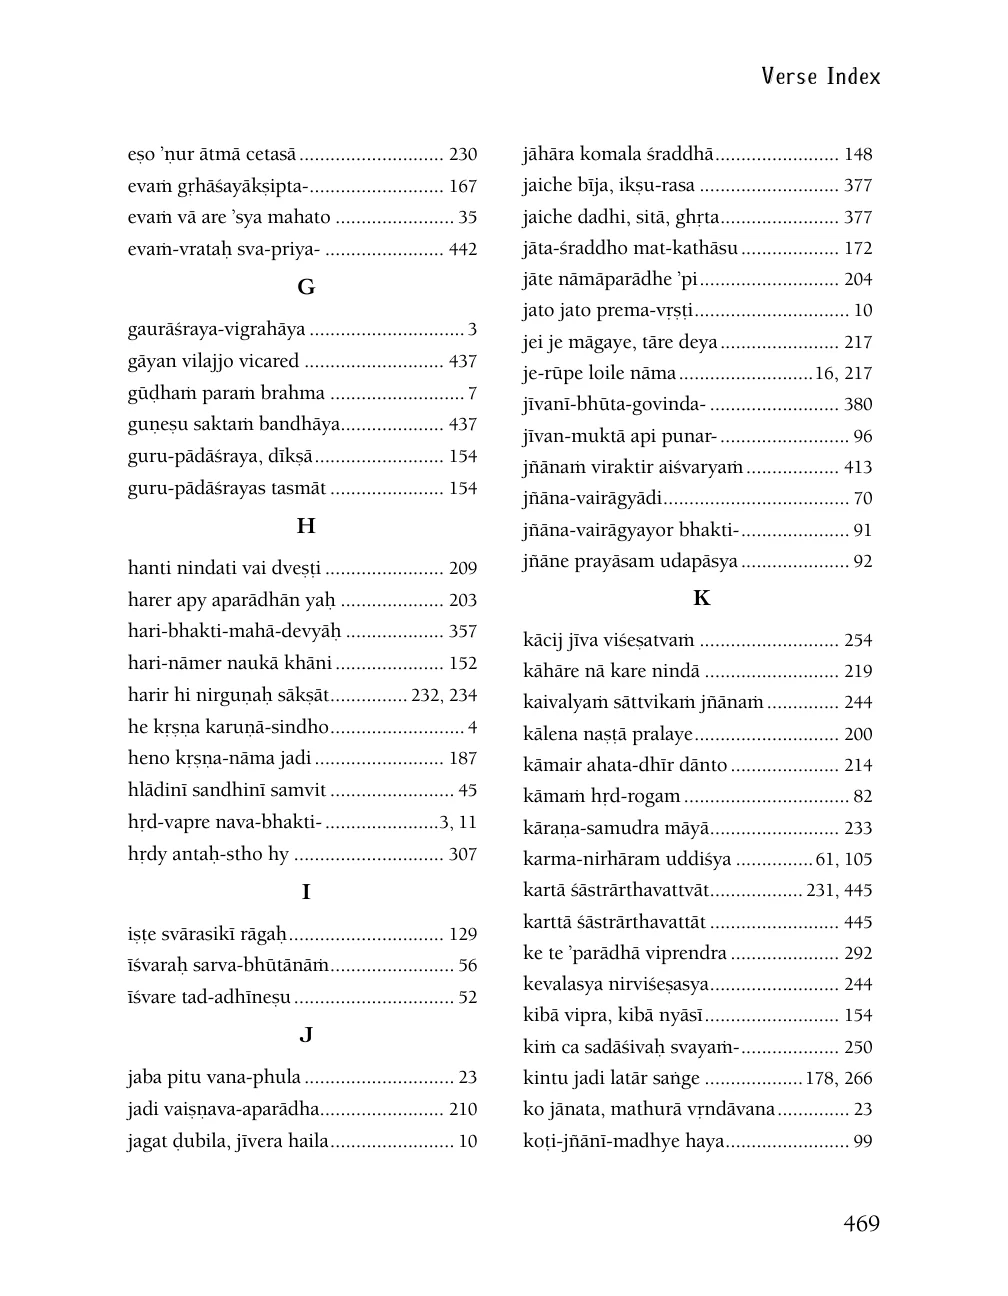 Verse Index
eṣo ’ṇur ātmā cetasā............................ 230
evaṁ gṛhāśayākṣipta-.......................... 167
evaṁ vā are ’sya mahato ....................... 35
evaṁ-vrataḥ sva-priya- ....................... 442
G
gaurāśraya-vigrahāya .............................. 3
gāyan vilajjo vicared ........................... 437
gūḍhaṁ paraṁ brahma .......................... 7
guṇeṣu saktaṁ bandhāya.................... 437
guru-pādāśraya, dīkṣā......................... 154
guru-pādāśrayas tasmāt ...................... 154
H
hanti nindati vai dveṣṭi ....................... 209
harer apy aparādhān yaḥ .................... 203
hari-bhakti-mahā-devyāḥ ................... 357
hari-nāmer naukā khāni..................... 152
harir hi nirguṇaḥ sākṣāt............... 232, 234
he kṛṣṇa karuṇā-sindho.......................... 4
heno kṛṣṇa-nāma jadi......................... 187
hlādinī sandhinī samvit ........................ 45
hṛd-vapre nava-bhakti-......................3, 11
hṛdy antaḥ-stho hy ............................. 307
I
iṣṭe svārasikī rāgaḥ.............................. 129
īśvaraḥ sarva-bhūtānāṁ........................ 56
īśvare tad-adhīneṣu............................... 52
J
jaba pitu vana-phula............................. 23
jadi vaiṣṇava-aparādha........................ 210
jagat ḍubila, jīvera haila........................ 10
jāhāra komala śraddhā........................ 148
jaiche bīja, ikṣu-rasa ........................... 377
jaiche dadhi, sitā, ghṛta....................... 377
jāta-śraddho mat-kathāsu................... 172
jāte nāmāparādhe ’pi........................... 204
jato jato prema-vṛṣṭi.............................. 10
jei je māgaye, tāre deya....................... 217
je-rūpe loile nāma..........................16, 217
jīvanī-bhūta-govinda- ......................... 380
jīvan-muktā api punar-......................... 96
jñānaṁ viraktir aiśvaryaṁ.................. 413
jñāna-vairāgyādi.................................... 70
jñāna-vairāgyayor bhakti-..................... 91
jñāne prayāsam udapāsya..................... 92
K
kācij jīva viśeṣatvaṁ ........................... 254
kāhāre nā kare nindā .......................... 219
kaivalyaṁ sāttvikaṁ jñānaṁ.............. 244
kālena naṣṭā pralaye............................ 200
kāmair ahata-dhīr dānto..................... 214
kāmaṁ hṛd-rogam................................ 82
kāraṇa-samudra māyā......................... 233
karma-nirhāram uddiśya ...............61, 105
kartā śāstrārthavattvāt.................. 231, 445
karttā śāstrārthavattāt ......................... 445
ke te ’parādhā viprendra ..................... 292
kevalasya nirviśeṣasya......................... 244
kibā vipra, kibā nyāsī.......................... 154
kiṁ ca sadāśivaḥ svayaṁ-................... 250
kintu jadi latār saṅge ...................178, 266
ko jānata, mathurā vṛndāvana.............. 23
koṭi-jñānī-madhye haya........................ 99
469